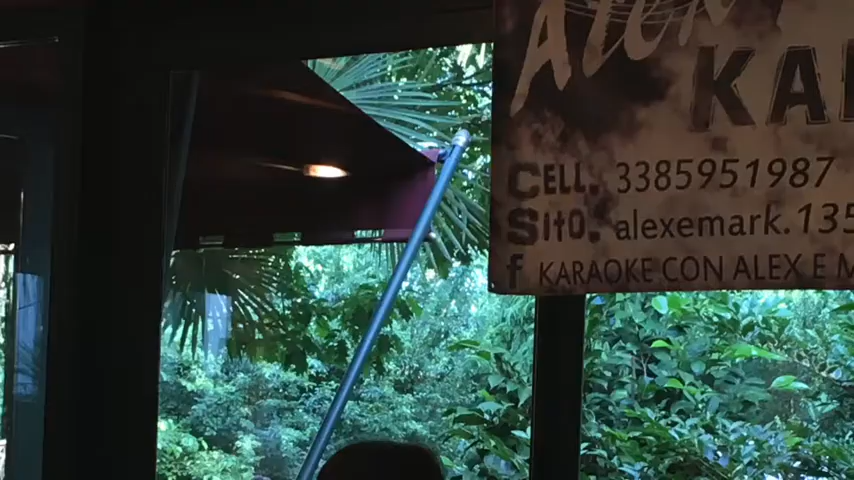 KA
CELL. 3385951987
Sito. alexemark.135
f KARAOKE CON ALEX E M